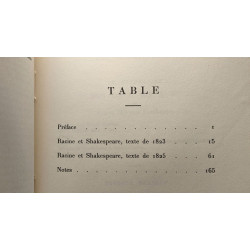 TABLE
Préface . . . . . . . . . . . . 1
Racine et Shakespeare, texte de 1823 . . . . 15
Racine et Shakespeare, texte de 1825 . . . . 61
Notes . . . . . . . . . . . . 165